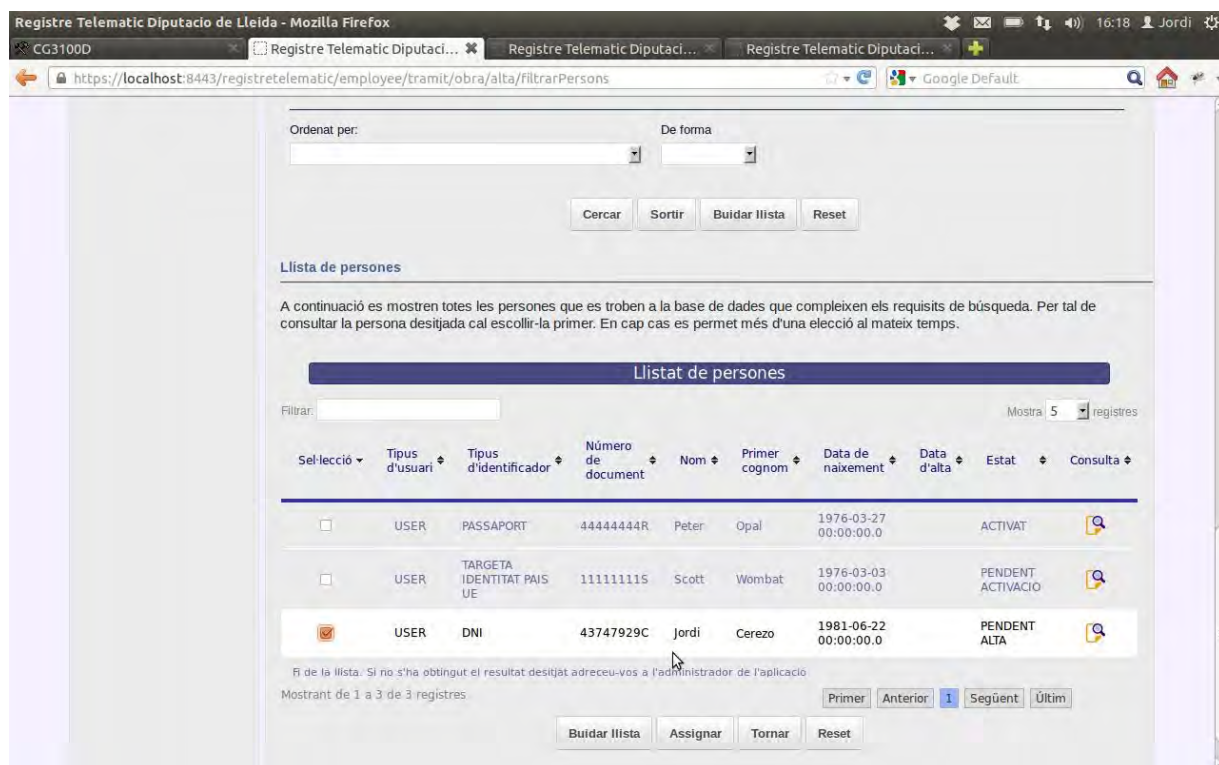 Registre Telematic Diputacio de Lleida - Mozilla Firefox
16:18 Jordi
CG3100D
Registre Telematic Diputaci...
Registre Telematic Diputaci...
Registre Telematic Diputaci...
https://localhost:8443/registretelematic/employee/tramit/obra/alta/filtrarPersons
Google Default
Ordenat per:
De forma
Cercar
Sortir
Buidar llista
Reset
Llista de persones
A continuació es mostren totes les persones que es troben a la base de dades que compleixen els requisits de búsqueda. Per tal de
consultar la persona desitjada cal escollir-la primer. En cap cas es permet més d'una elecció al mateix temps.
Llistat de persones
Filtrar:
Mostra 5 registres
Sel·lecció
Tipus d'usuari
Tipus d'identificador
Número de document
Nom
Primer cognom
Data de naixement
Data d'alta
Estat
Consulta
USER PASSAPORT 44444444R Peter Opal 1976-03-27 00:00:00.0 ACTIVAT
USER TARGETA IDENTITAT PAIS UE 11111111S Scott Wombat 1976-03-03 00:00:00.0 PENDENT ACTIVACIO
USER DNI 43747929C Jordi Cerezo 1981-06-22 00:00:00.0 PENDENT ALTA
Fi de la llista. Si no s'ha obtingut el resultat desitjat adreceu-vos a l'administrador de l'aplicació
Mostrant de 1 a 3 de 3 registres
Primer Anterior 1 Següent Últim
Buidar llista
Assignar
Tornar
Reset